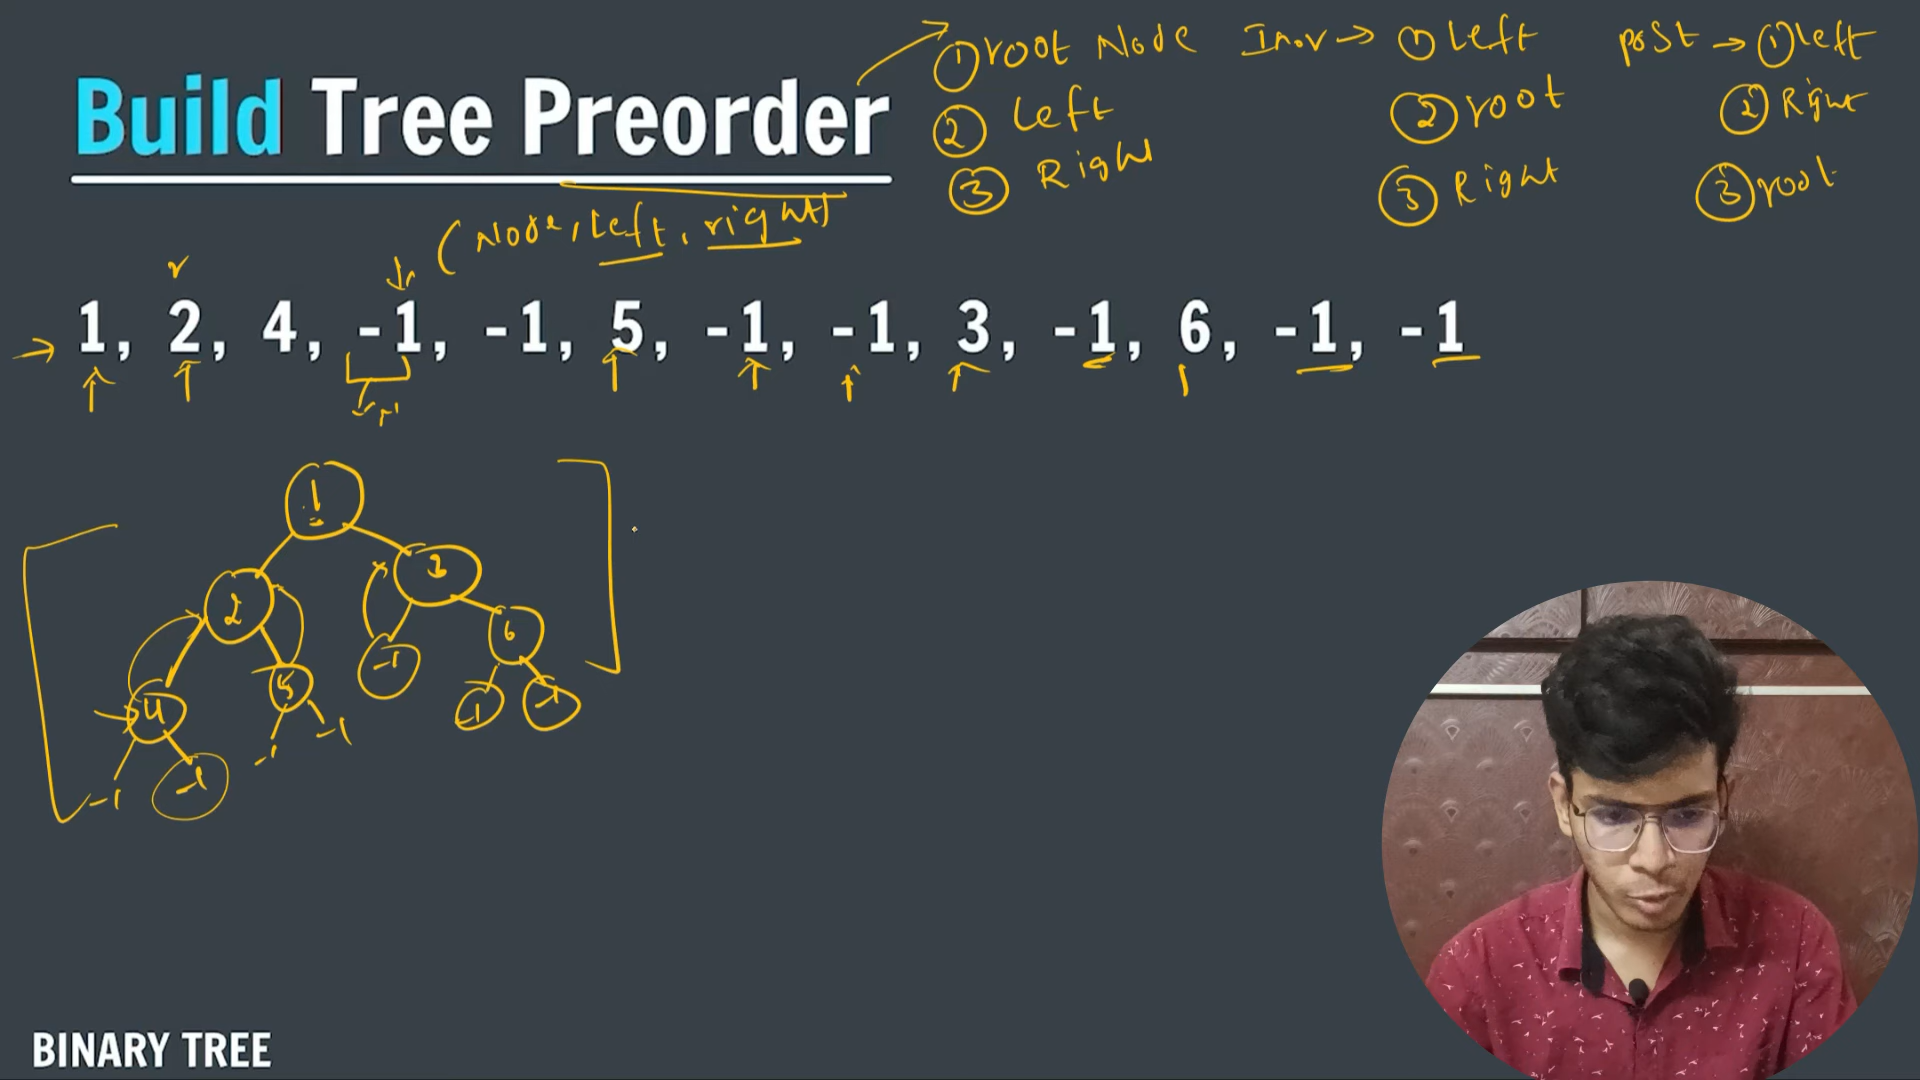 Build Tree Preorder
① root Node
② Left
③ Right
① Left
② root
③ Right
post → ① left
② Right
③ root
(Node, left, right)
1, 2, 4, -1, -1, 5, -1, -1, 3, -1, 6, -1, -1
1
2 3
4 5 -1 6
-1 -1 -1 -1 -1 -1
BINARY TREE